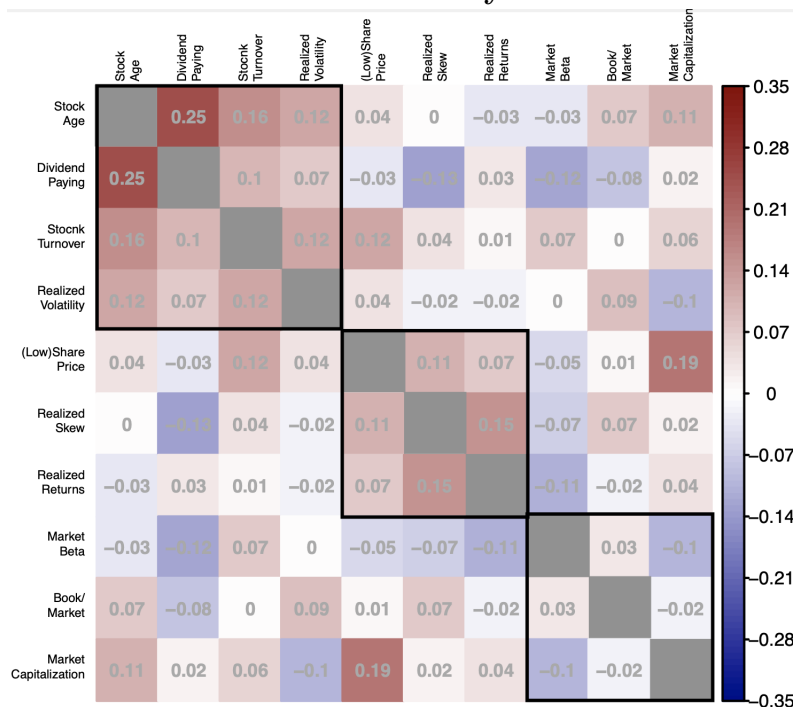 Stock Age
Dividend Paying
Stocnk Turnover
Realized Volatility
(Low)Share Price
Realized Skew
Realized Returns
Market Beta
Book/ Market
Market Capitalization
Stock Age 0.25 0.16 0.12 0.04 0 −0.03 −0.03 0.07 0.11
Dividend Paying 0.25 0.1 0.07 −0.03 −0.13 0.03 −0.08 0.02
Stocnk Turnover 0.16 0.1 0.12 0.12 0.04 0.01 0.07 0 0.06
Realized Volatility 0.12 0.07 0.12 0.04 −0.02 −0.02 0 0.09 −0.1
(Low)Share Price 0.04 −0.03 0.12 0.04 0.11 0.07 −0.05 0.01 0.19
Realized Skew 0 −0.13 0.04 −0.02 0.11 0.15 −0.07 0.07 0.02
Realized Returns −0.03 0.03 0.01 −0.02 0.07 0.15 −0.11 −0.02 0.04
Market Beta −0.03 0.07 0 −0.05 −0.07 −0.11 0.03 −0.1
Book/ Market 0.07 −0.08 0 0.09 0.01 0.07 −0.02 0.03 −0.02
Market Capitalization 0.11 0.02 0.06 −0.1 0.19 0.02 0.04 −0.1 −0.02
0.35
0.28
0.21
0.14
0.07
0
−0.07
−0.14
−0.21
−0.28
−0.35